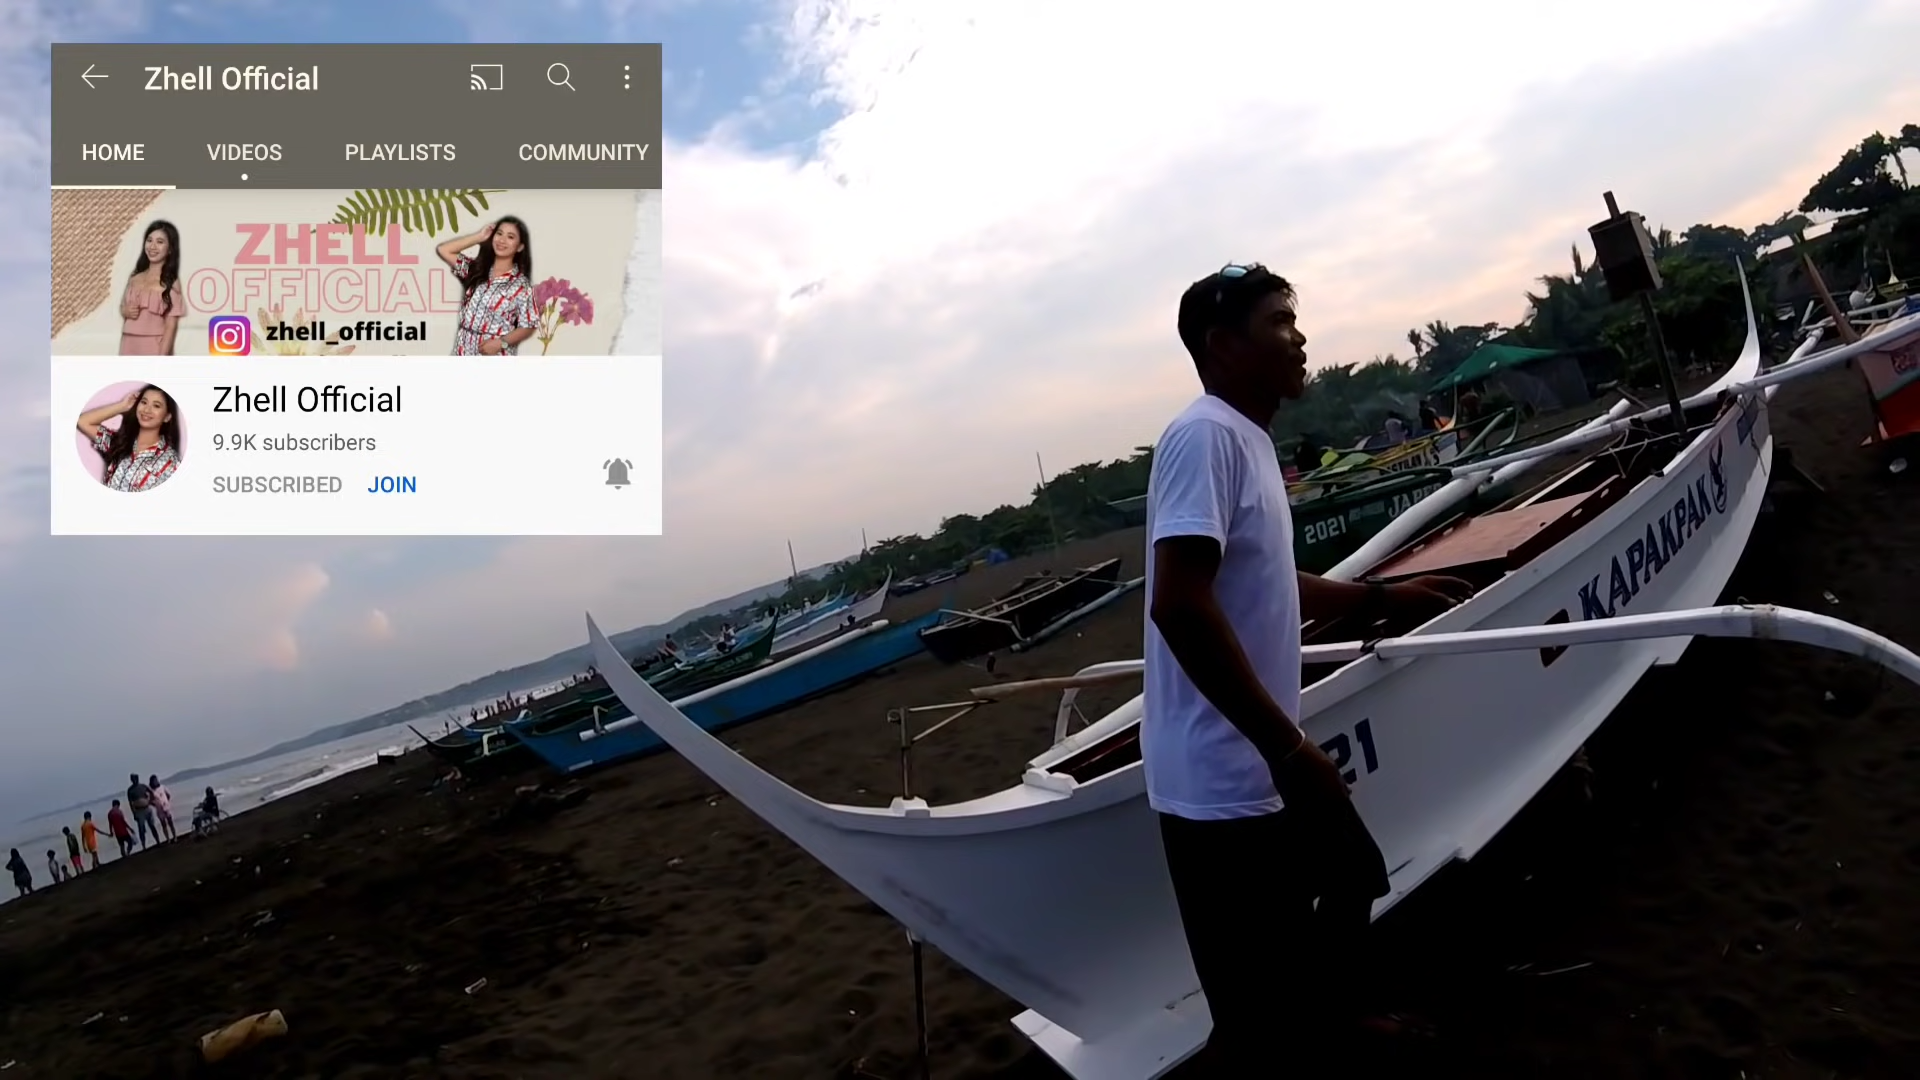 Zhell Official
HOME VIDEOS PLAYLISTS COMMUNITY
ZHELL
OFFICIAL
zhell_official
Zhell Official
9.9K subscribers
SUBSCRIBED JOIN
2021
KAPAKPAK
21